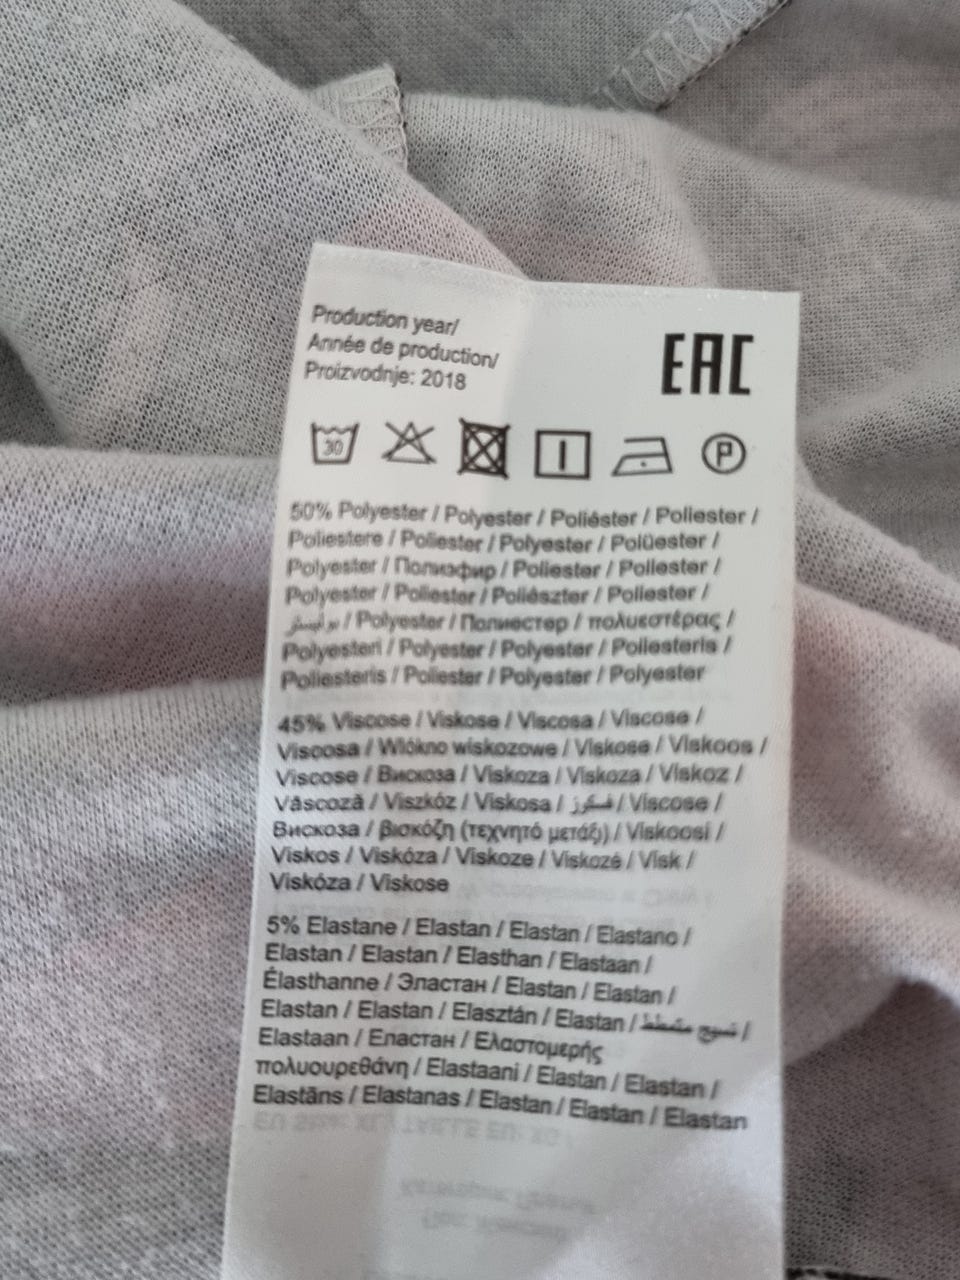 Production year/
Année de production/
Proizvodnje: 2018
EAC
30
P
50% Polyester / Polyester / Poliéster / Poliester /
Poliestere / Poliester / Polyester / Polüester /
Polyester / Полиэфир / Poliester / Poliester /
Polyester / Poliester / Poliészter / Poliester /
/ Polyester / Полиестер / πολυεστέρας /
Polyesteri / Polyester / Polyester / Poliesteris /
Poliesteris / Poliester / Polyester / Polyester
45% Viscose / Viskose / Viscosa / Viscose /
Viscosa / Włókno wiskozowe / Viskose / Viskoos /
Viscose / Вискоза / Viskoza / Viskoza / Viskoz /
Vâscoză / Viszkóz / Viskosa / فسكوز / Viscose /
Вискоза / βισκόζη (τεχνητό μετάξι) / Viskoosi /
Viskos / Viskóza / Viskoze / Viskozė / Visk /
Viskóza / Viskose
5% Elastane / Elastan / Elastan / Elastano /
Elastan / Elastan / Elasthan / Elastaan /
Élasthanne / Эластан / Elastan / Elastan /
Elastan / Elastan / Elasztán / Elastan / نسيج مطط /
Elastaan / Еластан / Ελαστομερής
πολυουρεθάνη / Elastaani / Elastan / Elastan /
Elastāns / Elastanas / Elastan / Elastan / Elastan